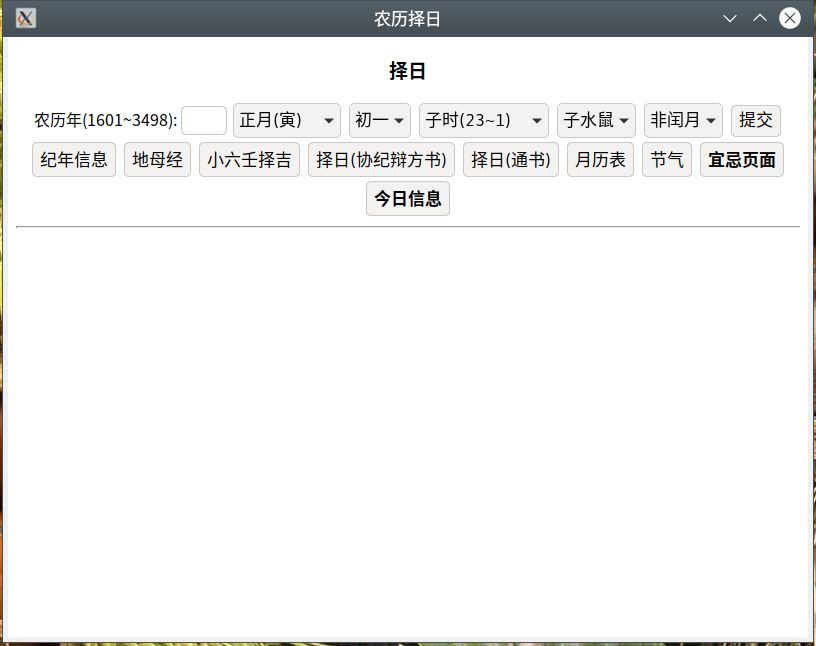 农历择日
择日
农历年(1601~3498): 正月(寅) 初一 子时(23~1) 子水鼠 非闰月 提交
纪年信息 地母经 小六壬择吉 择日(协纪辩方书) 择日(通书) 月历表 节气 宜忌页面
今日信息